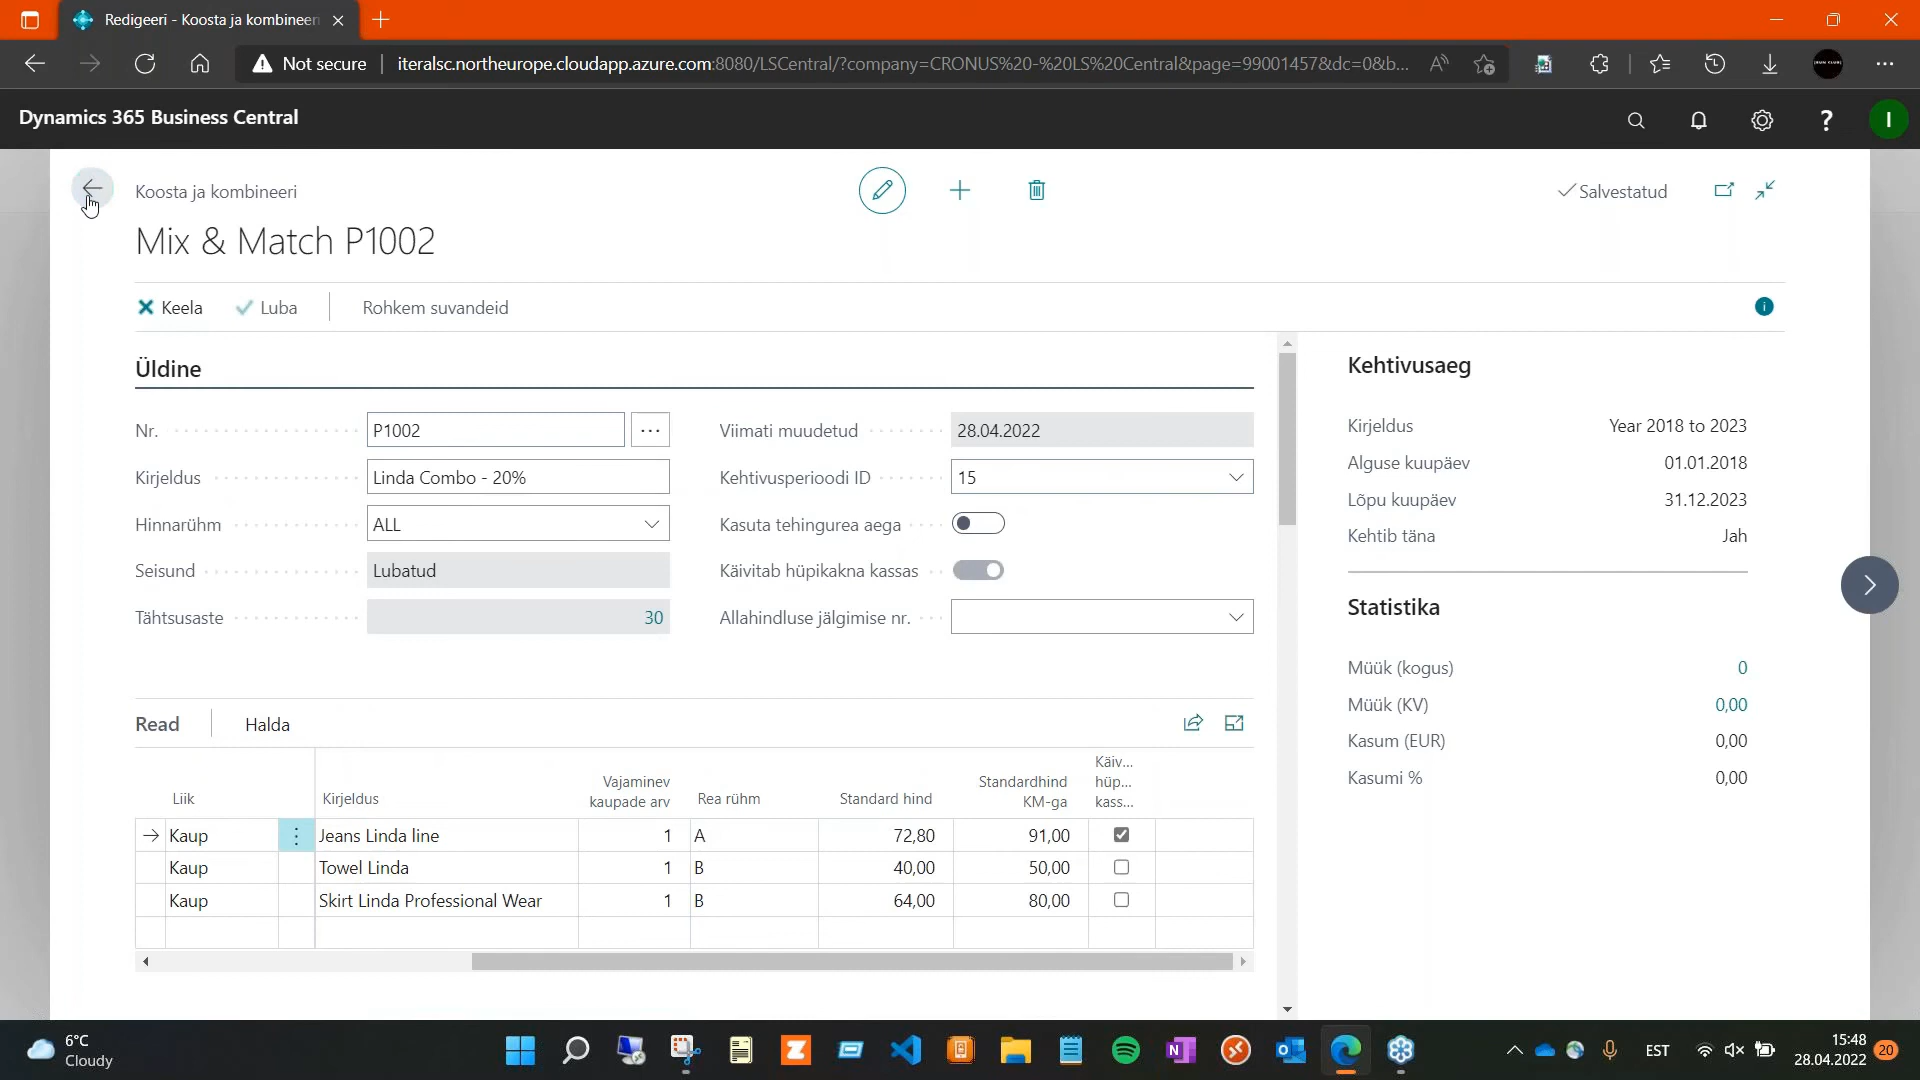 Redigeeri - Koosta ja kombineeri
Not secure
iteralsc.northeurope.cloudapp.azure.com:8080/LSCentral/?company=CRONUS%20-%20LS%20Central&page=99001457&dc=0&b...
Dynamics 365 Business Central
I
Koosta ja kombineeri
Salvestatud
Mix & Match P1002
Keela
Luba
Rohkem suvandeid
Üldine
Nr.
P1002
Kirjeldus
Linda Combo - 20%
Hinnarühm
ALL
Seisund
Lubatud
Tähtsusaste
30
Viimati muudetud
28.04.2022
Kehtivusperioodi ID
15
Kasuta tehingurea aega
Käivitab hüpikakna kassas
Allahindluse jälgimise nr.
Kehtivusaeg
Kirjeldus Year 2018 to 2023
Alguse kuupäev 01.01.2018
Lõpu kuupäev 31.12.2023
Kehtib täna Jah
Statistika
Müük (kogus) 0
Müük (KV) 0,00
Kasum (EUR) 0,00
Kasumi % 0,00
Read
Halda
Liik
Kirjeldus
Vajaminev
kaupade arv
Rea rühm
Standard hind
Standardhind
KM-ga
Käiv...
hüp...
kass...
Kaup Jeans Linda line 1 A 72,80 91,00
Kaup Towel Linda 1 B 40,00 50,00
Kaup Skirt Linda Professional Wear 1 B 64,00 80,00
6°C
Cloudy
EST
15:48
28.04.2022
20